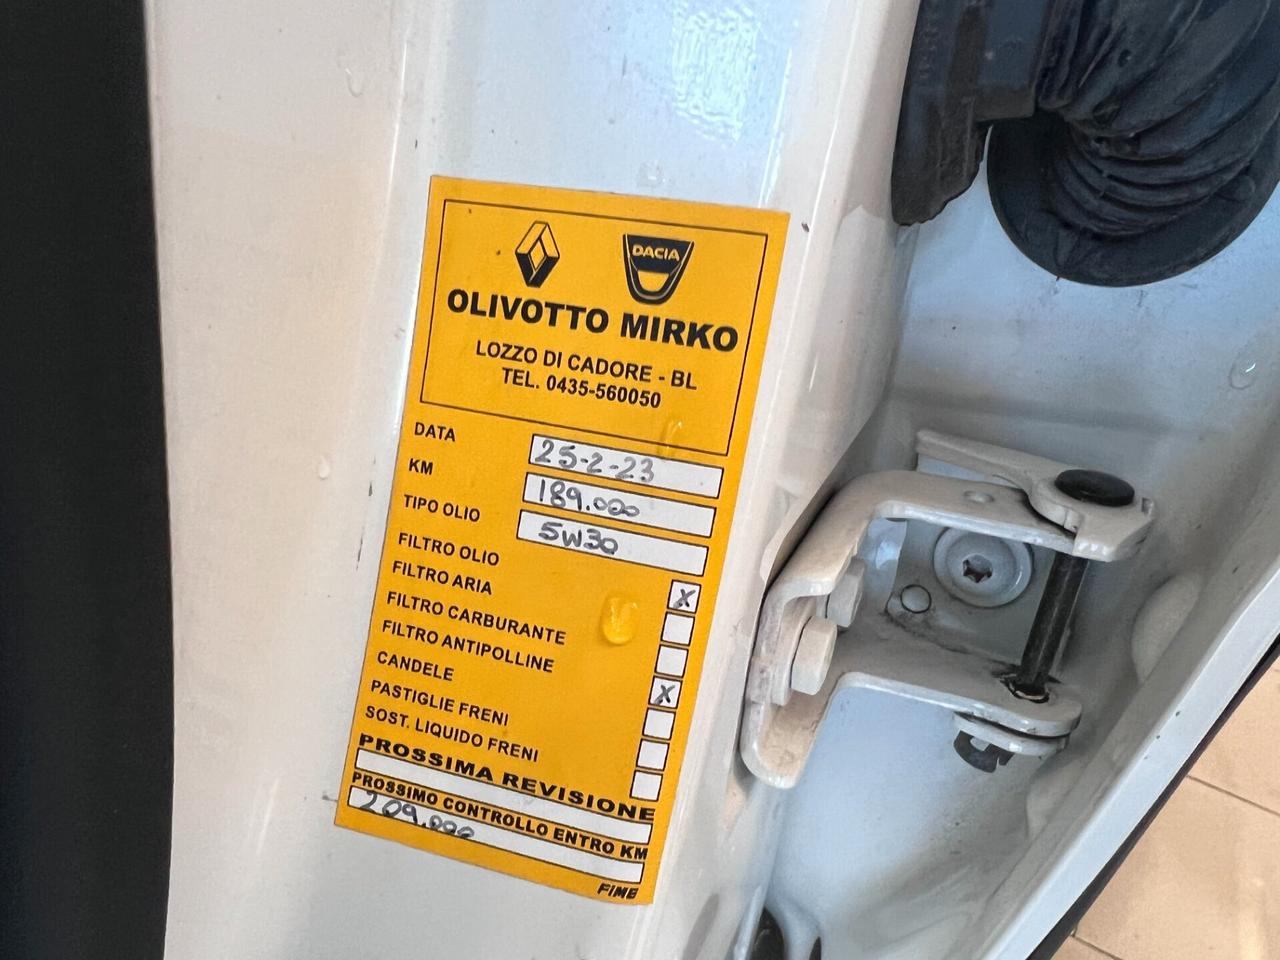 DACIA
OLIVOTTO MIRKO
LOZZO DI CADORE - BL
TEL. 0435-560050
DATA 25-2-23
KM 189.000
TIPO OLIO 5W30
FILTRO OLIO X
FILTRO ARIA
FILTRO CARBURANTE
FILTRO ANTIPOLLINE X
CANDELE
PASTIGLIE FRENI
SOST. LIQUIDO FRENI
PROSSIMA REVISIONE
PROSSIMO CONTROLLO ENTRO KM
209.000
FIME